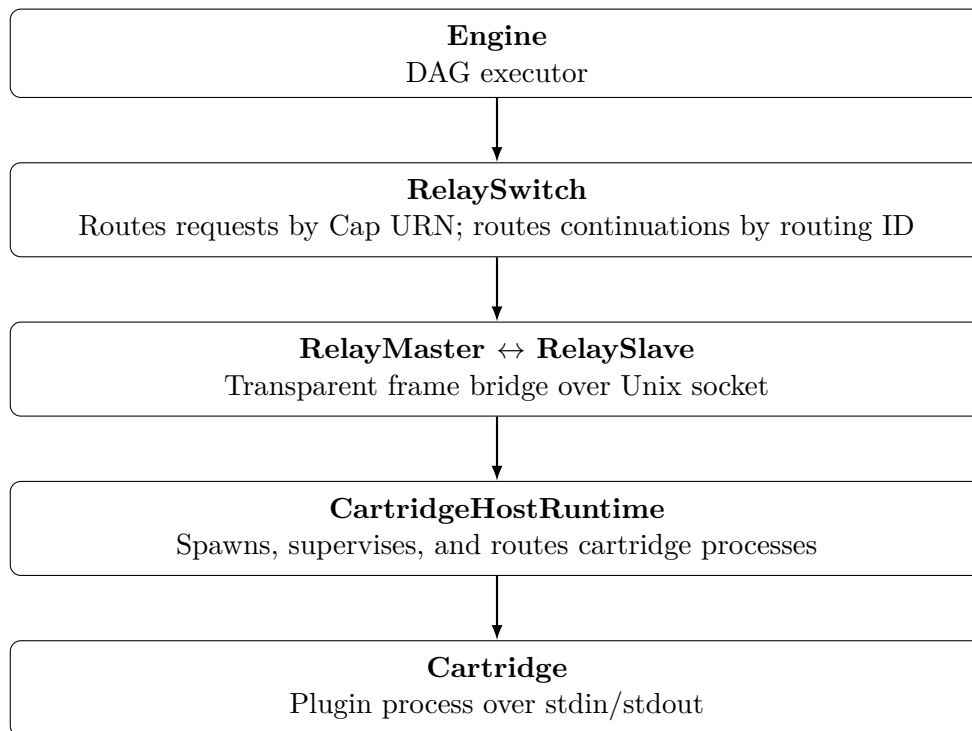 Engine
DAG executor
RelaySwitch
Routes requests by Cap URN; routes continuations by routing ID
RelayMaster ↔ RelaySlave
Transparent frame bridge over Unix socket
CartridgeHostRuntime
Spawns, supervises, and routes cartridge processes
Cartridge
Plugin process over stdin/stdout